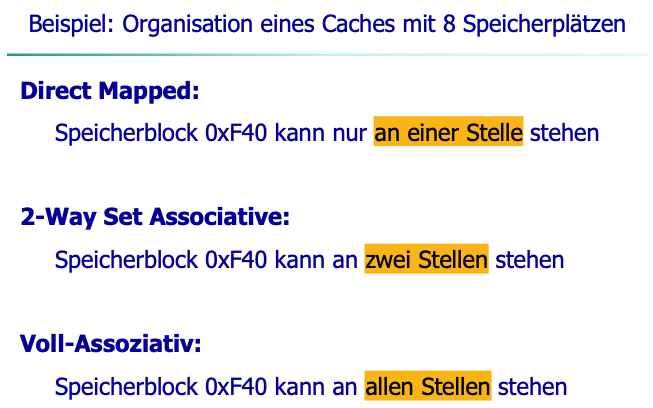 Beispiel: Organisation eines Caches mit 8 Speicherplätzen
Direct Mapped:
Speicherblock 0xF40 kann nur an einer Stelle stehen
2-Way Set Associative:
Speicherblock 0xF40 kann an zwei Stellen stehen
Voll-Assoziativ:
Speicherblock 0xF40 kann an allen Stellen stehen